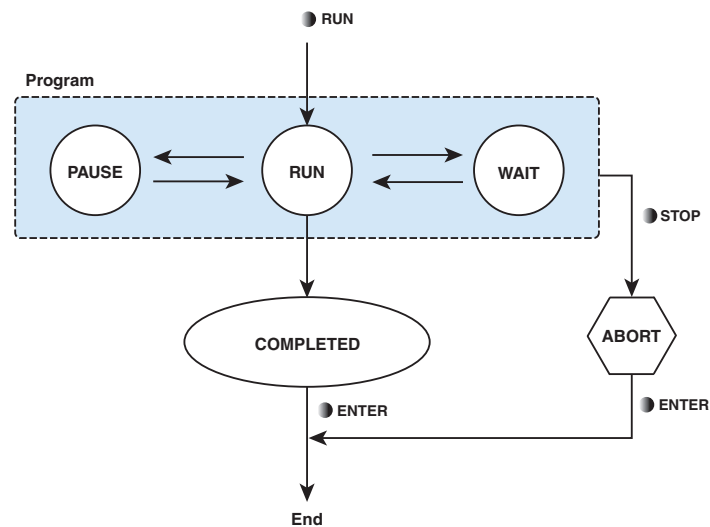 RUN
Program
PAUSE
RUN
WAIT
STOP
COMPLETED
ABORT
ENTER
ENTER
End